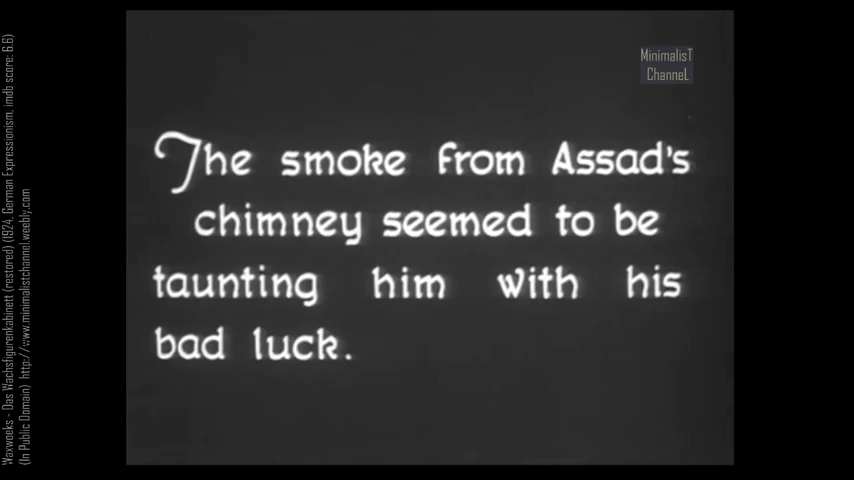 MinimalisT
ChanneL
The smoke from Assad's
chimney seemed to be
taunting him with his
bad luck.
Waxwoeks - Das Wachsfigurenkabinett (restored) (1924, German Expressionism, imdb score: 6.6)
(In Public Domain) http://www.minimalistchannel.weebly.com